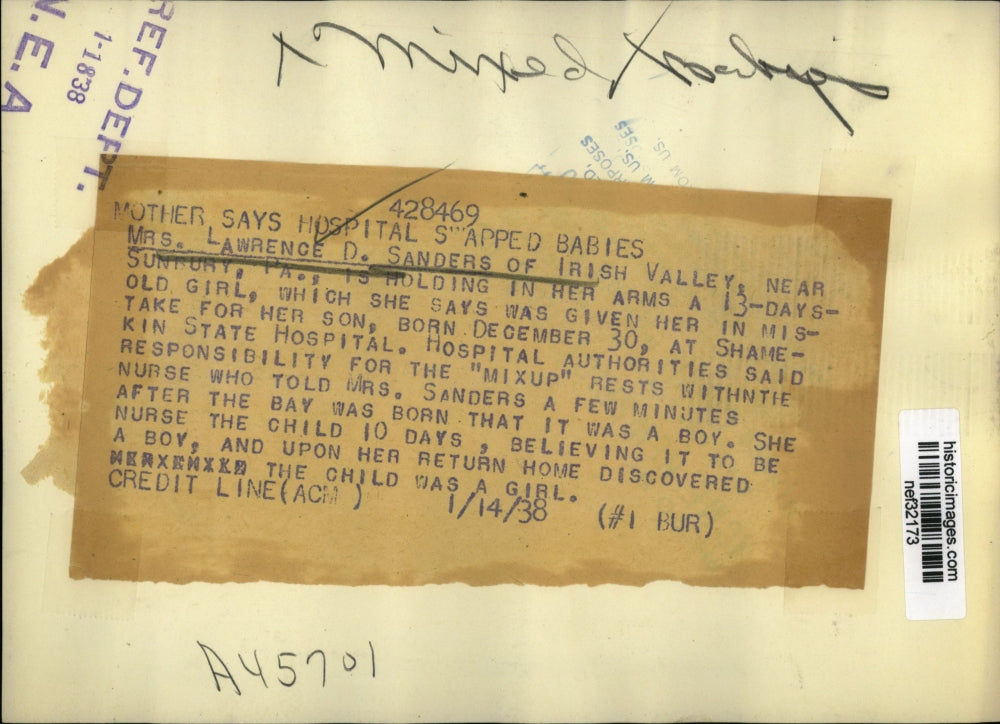 x Mixed x babies
REF. DEPT.
1-1838
N.E.A
428469
MOTHER SAYS HOSPITAL S"APPED BABIES
MRS. LAWRENCE D. SANDERS OF IRISH VALLEY, NEAR
SUNBURY, PA., IS HOLDING IN HER ARMS A 13-DAYS-
OLD GIRL, WHICH SHE SAYS WAS GIVEN HER IN MIS-
TAKE FOR HER SON, BORN DECEMBER 30, AT SHAME-
KIN STATE HOSPITAL. HOSPITAL AUTHORITIES SAID
RESPONSIBILITY FOR THE "MIXUP" RESTS WITHNTIE
NURSE WHO TOLD MRS. SANDERS A FEW MINUTES
AFTER THE BAY WAS BORN THAT IT WAS A BOY. SHE
NURSE THE CHILD 10 DAYS, BELIEVING IT TO BE
A BOY, AND UPON HER RETURN HOME DISCOVERED
THE CHILD WAS A GIRL.
CREDIT LINE(ACM ) 1/14/38 (#1 BUR)
historicimages.com
nef32173
A45701